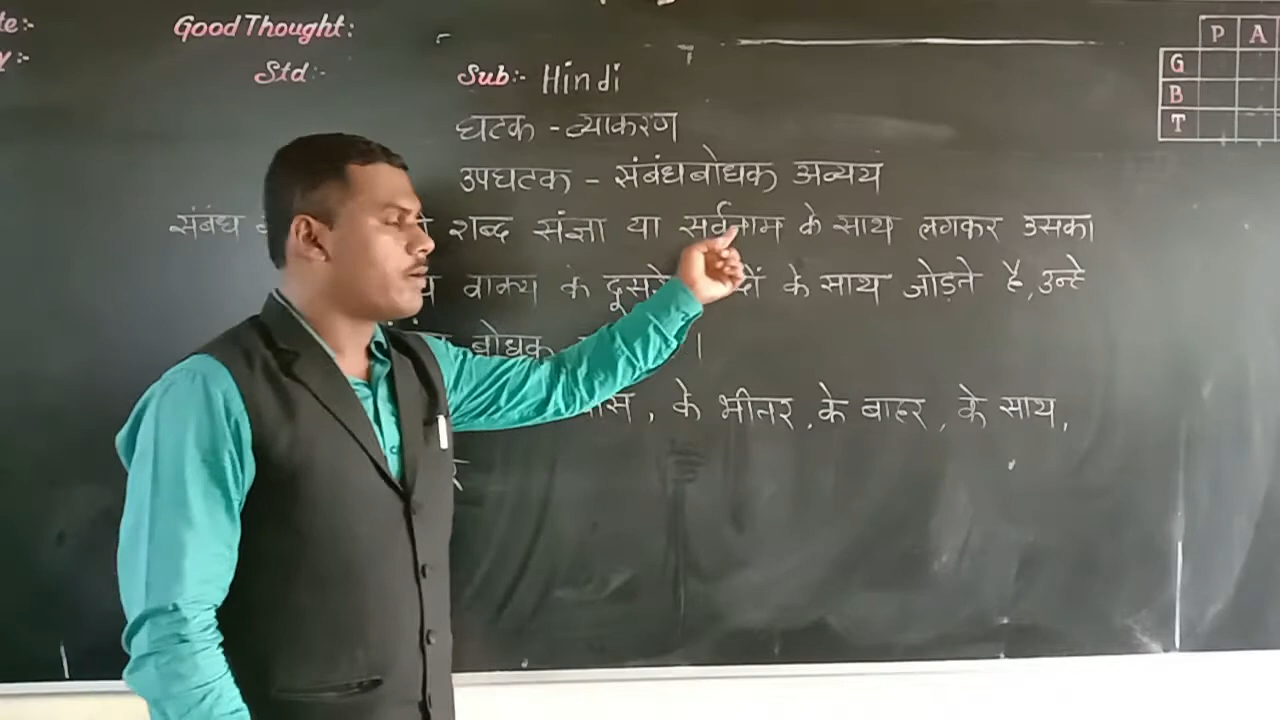 Good Thought:
Std:-
Sub:- Hindi
P A
G
B
T
घटक - व्याकरण
उपघटक - संबंधबोधक अव्यय
संबंध शब्द संज्ञा या सर्वनाम के साथ लगकर उसका
वाक्य के दूसरे के साथ जोड़ते है, उन्हे
बोधक ।
के भीतर, के बाहर, के साथ,